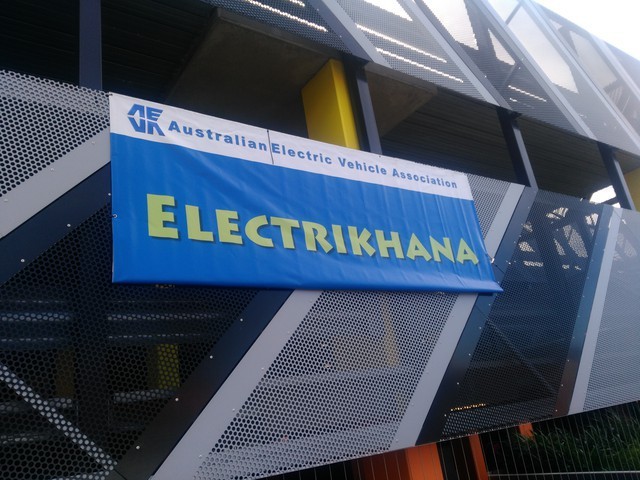 AEVA Australian Electric Vehicle Association
ELECTRIKHANA